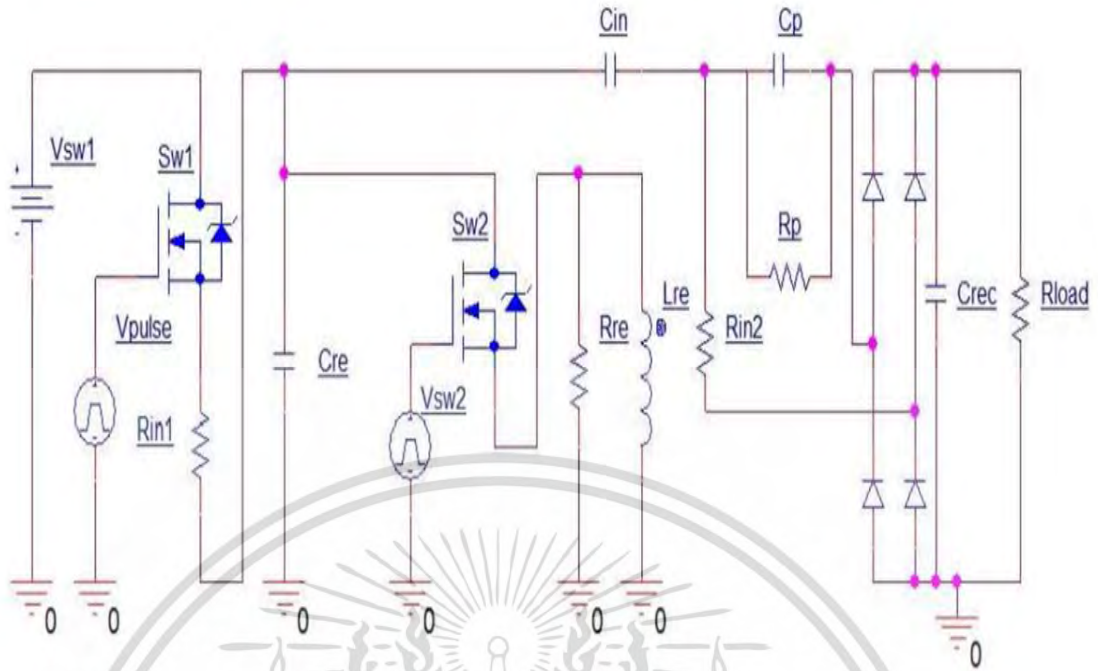 Cin
Cp
Vsw1
Sw1
Sw2
Rp
Vpulse
Rin1
Cre
Vsw2
Rre
Lre
Rin2
Crec
Rload
0
0
0
0
0
0
0